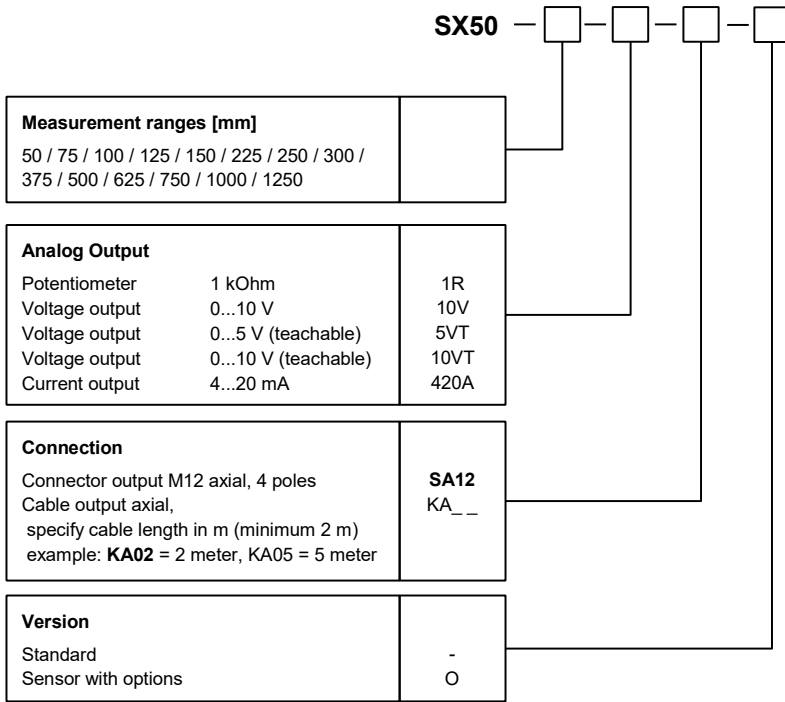 SX50 — — — —
Measurement ranges [mm]
50 / 75 / 100 / 125 / 150 / 225 / 250 / 300 /
375 / 500 / 625 / 750 / 1000 / 1250
Analog Output
Potentiometer 1 kOhm 1R
Voltage output 0...10 V 10V
Voltage output 0...5 V (teachable) 5VT
Voltage output 0...10 V (teachable) 10VT
Current output 4...20 mA 420A
Connection
Connector output M12 axial, 4 poles SA12
Cable output axial, KA_ _
specify cable length in m (minimum 2 m)
example: KA02 = 2 meter, KA05 = 5 meter
Version
Standard -
Sensor with options O